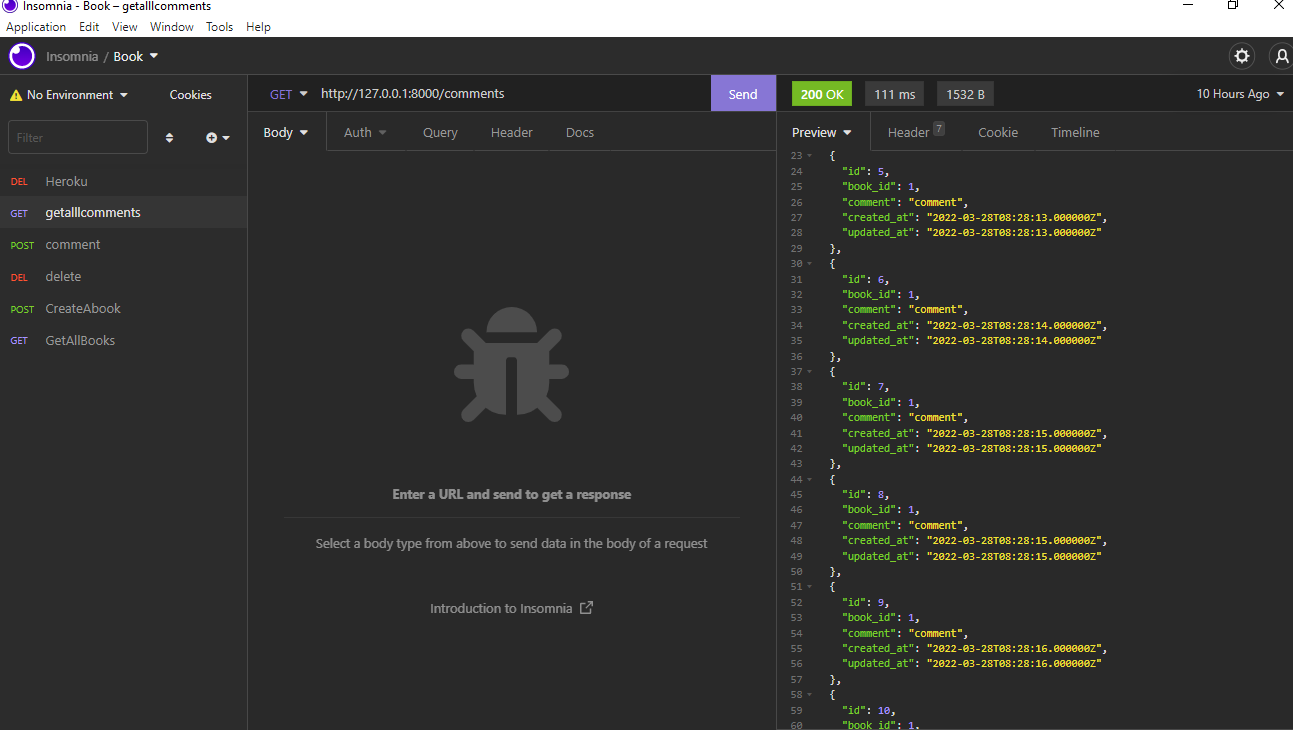 Insomnia - Book – getalllcomments
Application Edit View Window Tools Help
Insomnia / Book
No Environment Cookies
GET http://127.0.0.1:8000/comments Send
200 OK 111 ms 1532 B 10 Hours Ago
Filter
Body Auth Query Header Docs
Preview Header 7 Cookie Timeline
DEL Heroku
GET getalllcomments
POST comment
DEL delete
POST CreateAbook
GET GetAllBooks
Enter a URL and send to get a response
Select a body type from above to send data in the body of a request
Introduction to Insomnia
23 {
24 "id": 5,
25 "book_id": 1,
26 "comment": "comment",
27 "created_at": "2022-03-28T08:28:13.000000Z",
28 "updated_at": "2022-03-28T08:28:13.000000Z"
29 },
30 {
31 "id": 6,
32 "book_id": 1,
33 "comment": "comment",
34 "created_at": "2022-03-28T08:28:14.000000Z",
35 "updated_at": "2022-03-28T08:28:14.000000Z"
36 },
37 {
38 "id": 7,
39 "book_id": 1,
40 "comment": "comment",
41 "created_at": "2022-03-28T08:28:15.000000Z",
42 "updated_at": "2022-03-28T08:28:15.000000Z"
43 },
44 {
45 "id": 8,
46 "book_id": 1,
47 "comment": "comment",
48 "created_at": "2022-03-28T08:28:15.000000Z",
49 "updated_at": "2022-03-28T08:28:15.000000Z"
50 },
51 {
52 "id": 9,
53 "book_id": 1,
54 "comment": "comment",
55 "created_at": "2022-03-28T08:28:16.000000Z",
56 "updated_at": "2022-03-28T08:28:16.000000Z"
57 },
58 {
59 "id": 10,
60 "book_id": 1,